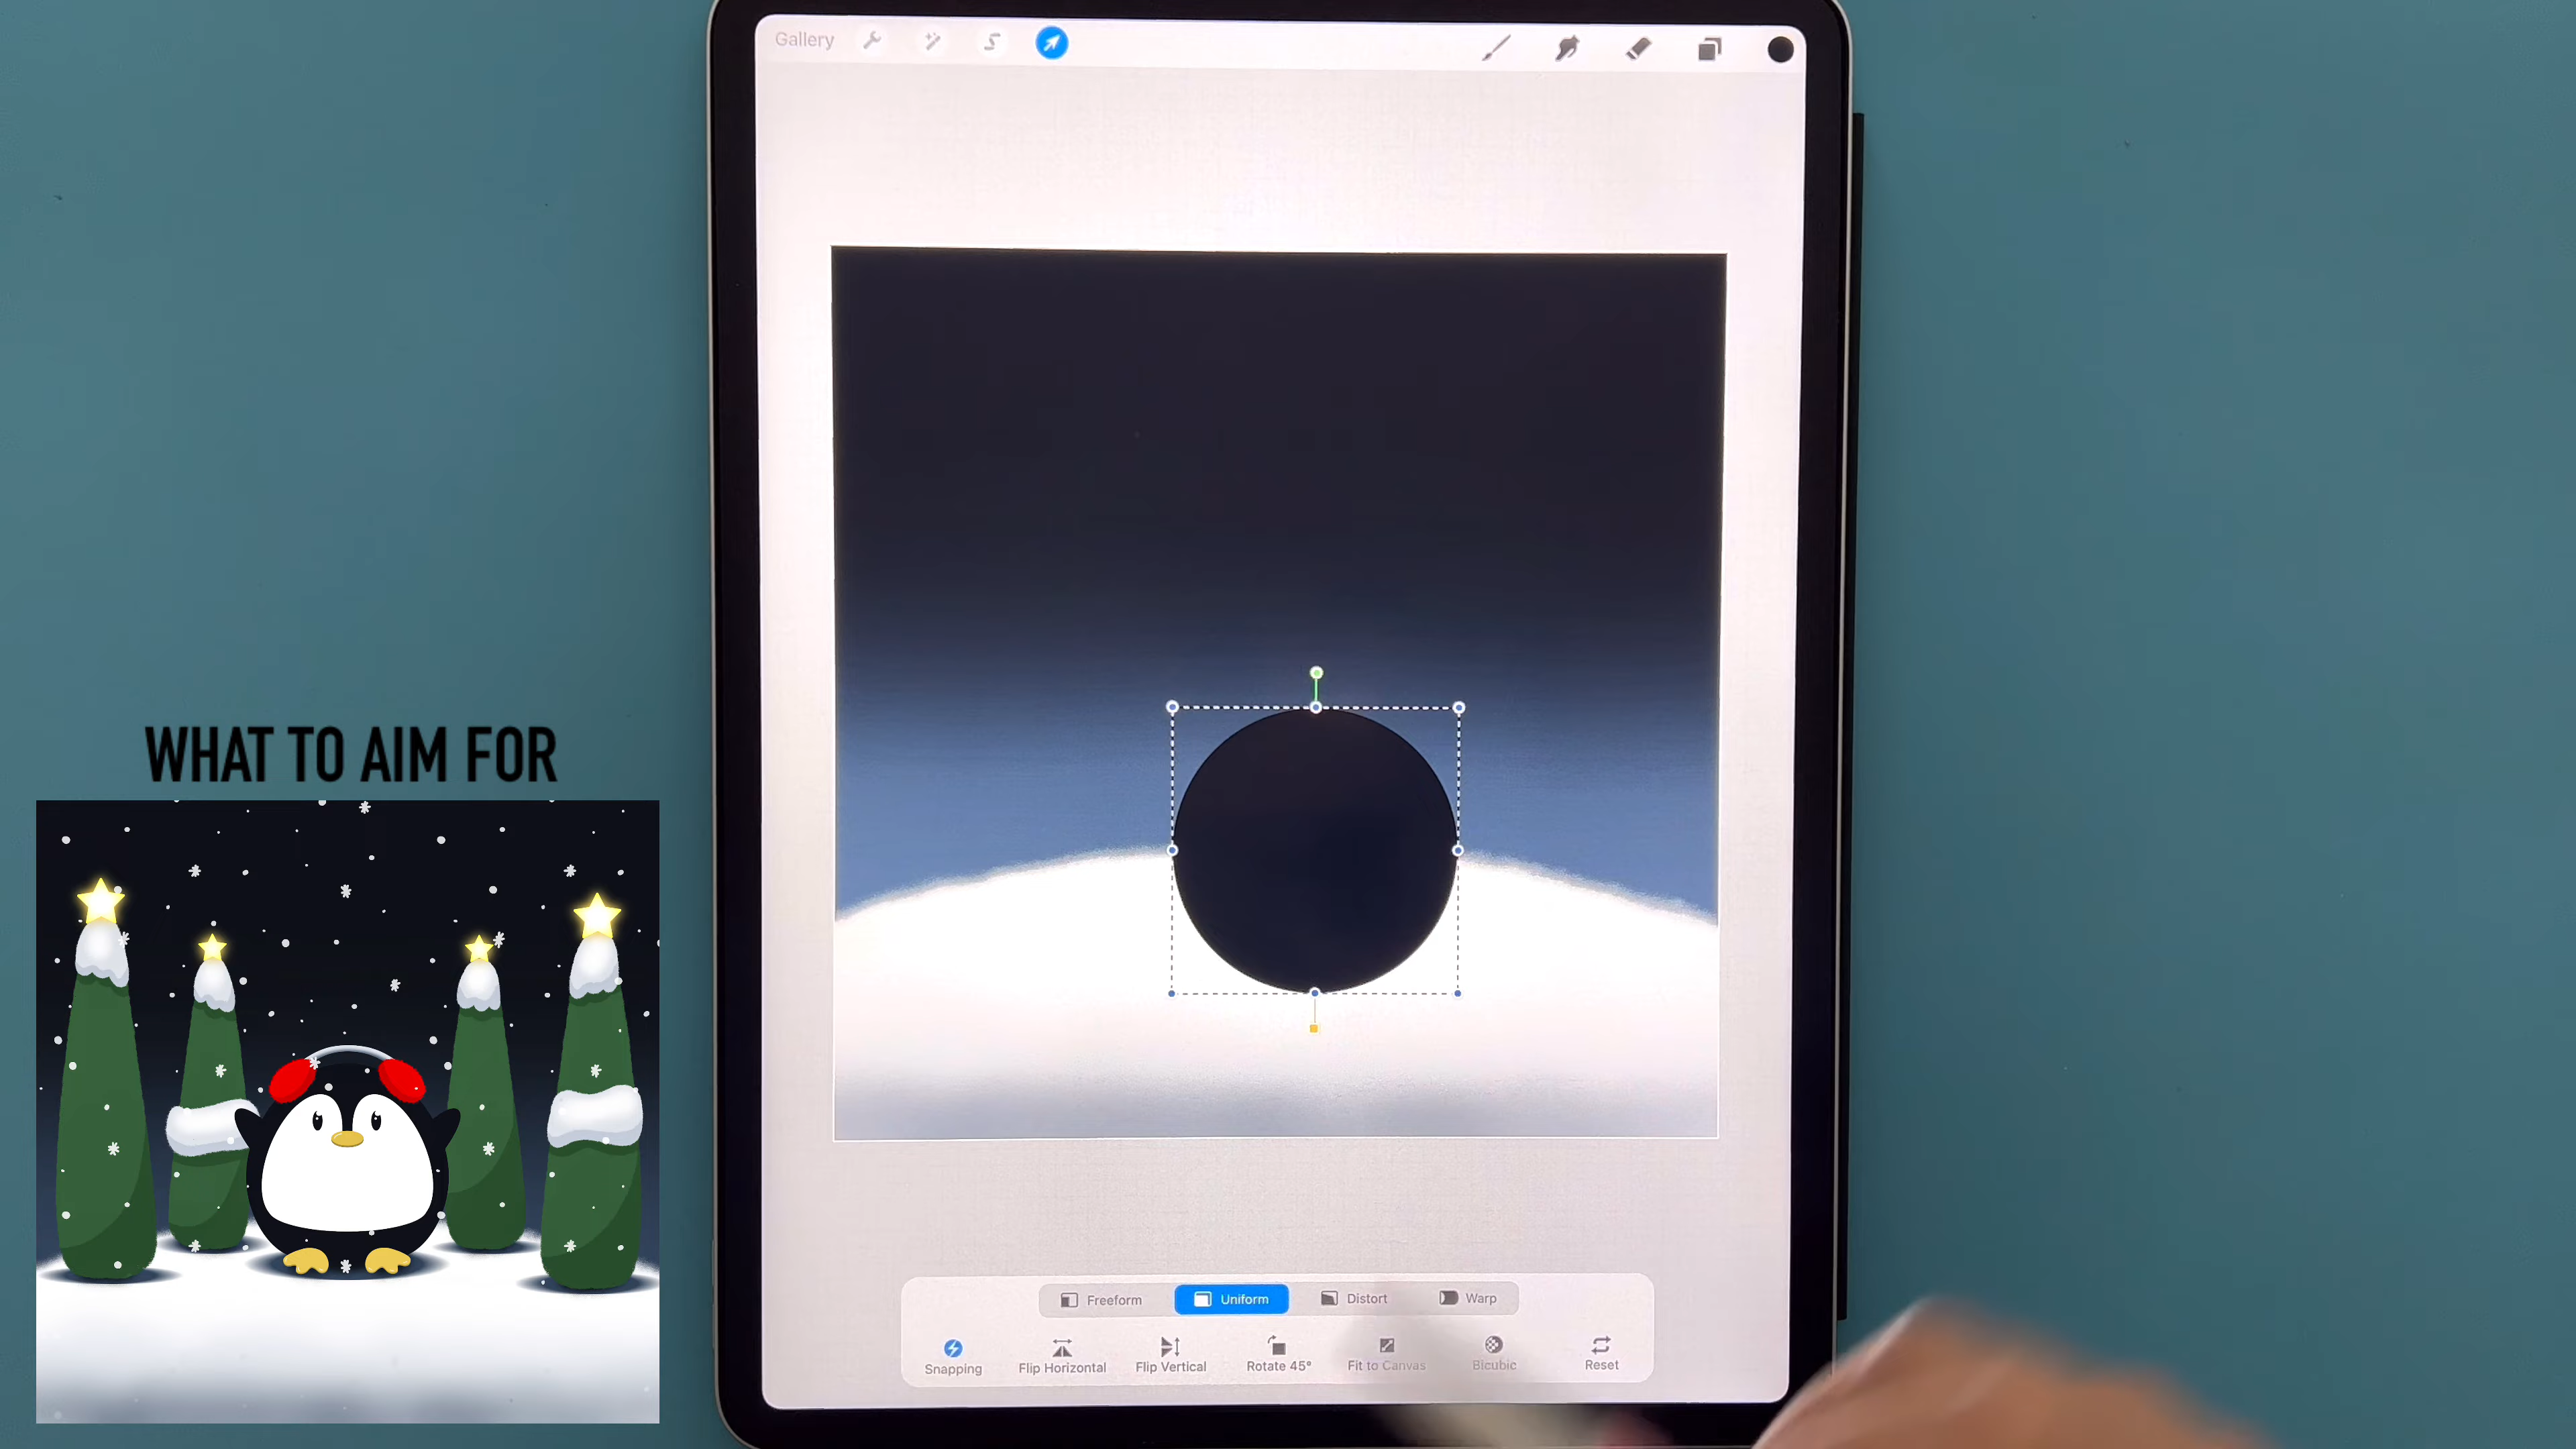 Gallery
WHAT TO AIM FOR
Freeform
Uniform
Distort
Warp
Snapping
Flip Horizontal
Flip Vertical
Rotate 45°
Fit to Canvas
Bicubic
Reset